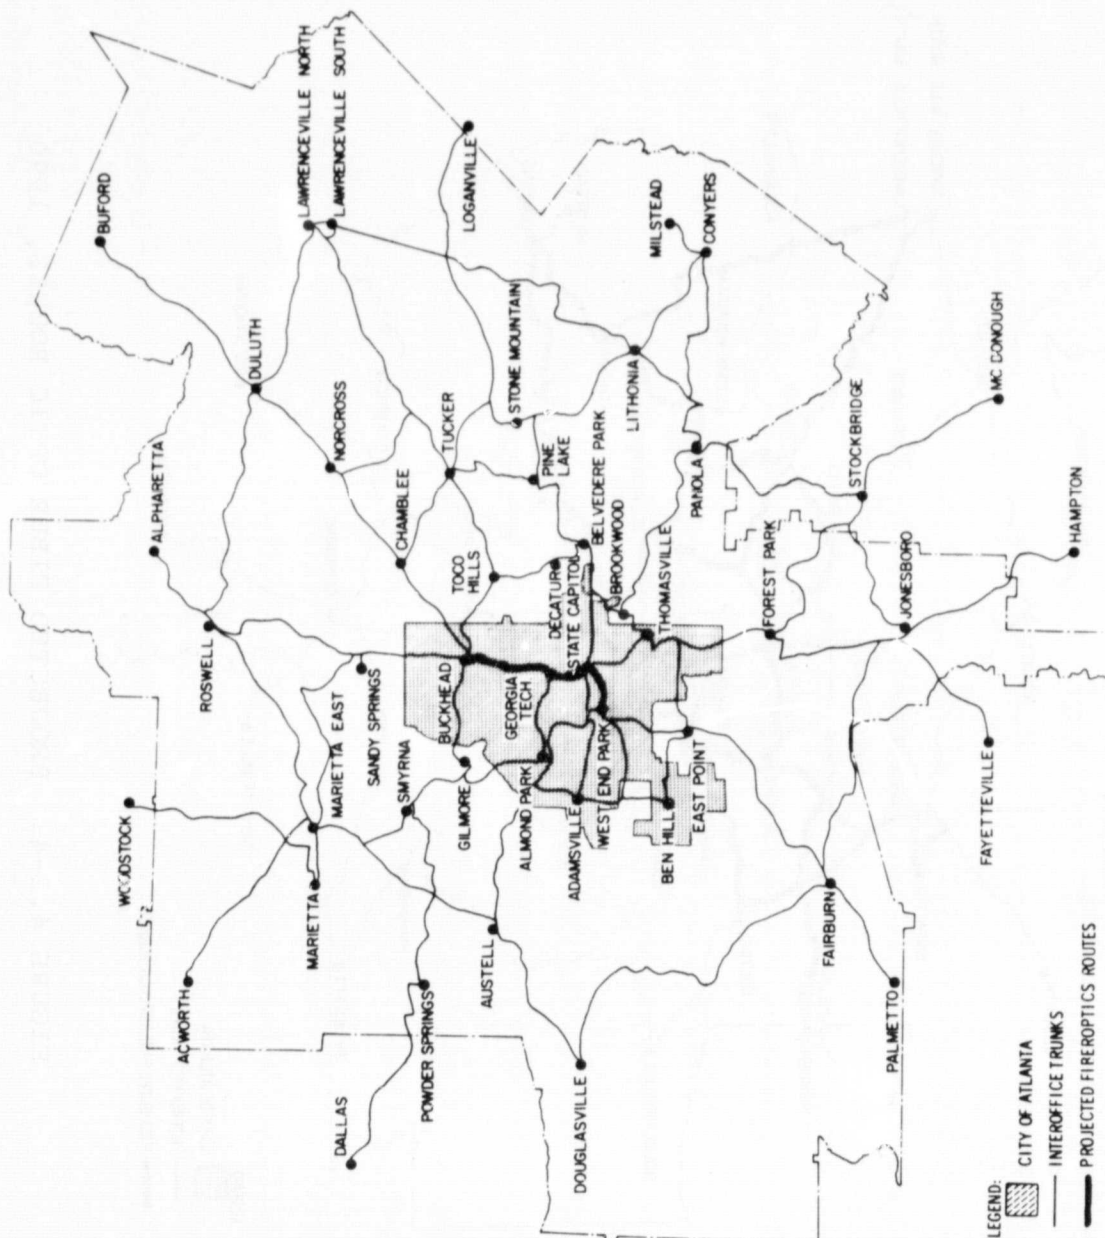 BUFORD
LAWRENCEVILLE NORTH
LAWRENCEVILLE SOUTH
LOGANVILLE
MILSTEAD
CONYERS
DULUTH
STONE MOUNTAIN
MC DONOUGH
NORCROSS
TUCKER
LITHONIA
ALPHARETTA
PINE
LAKE
PANOLA
STOCKBRIDGE
CHAMBLEE
BELVEDERE PARK
HAMPTON
TOCO
HILLS
DECATUR
BROOKWOOD
ROSWELL
STATE CAPITOL
THOMASVILLE
FOREST PARK
JONESBORO
SANDY SPRINGS
BUCKHEAD
GEORGIA
TECH
MARIETTA EAST
SMYRNA
GILMORE
ALMOND PARK
WEST END PARK
EAST POINT
FAYETTEVILLE
WOODSTOCK
ADAMSVILLE
BEN HILL
MARIETTA
AUSTELL
FAIRBURN
ACWORTH
POWDER SPRINGS
PALMETTO
DALLAS
DOUGLASVILLE
LEGEND:
CITY OF ATLANTA
INTEROFFICE TRUNKS
PROJECTED FIBEROPTICS ROUTES